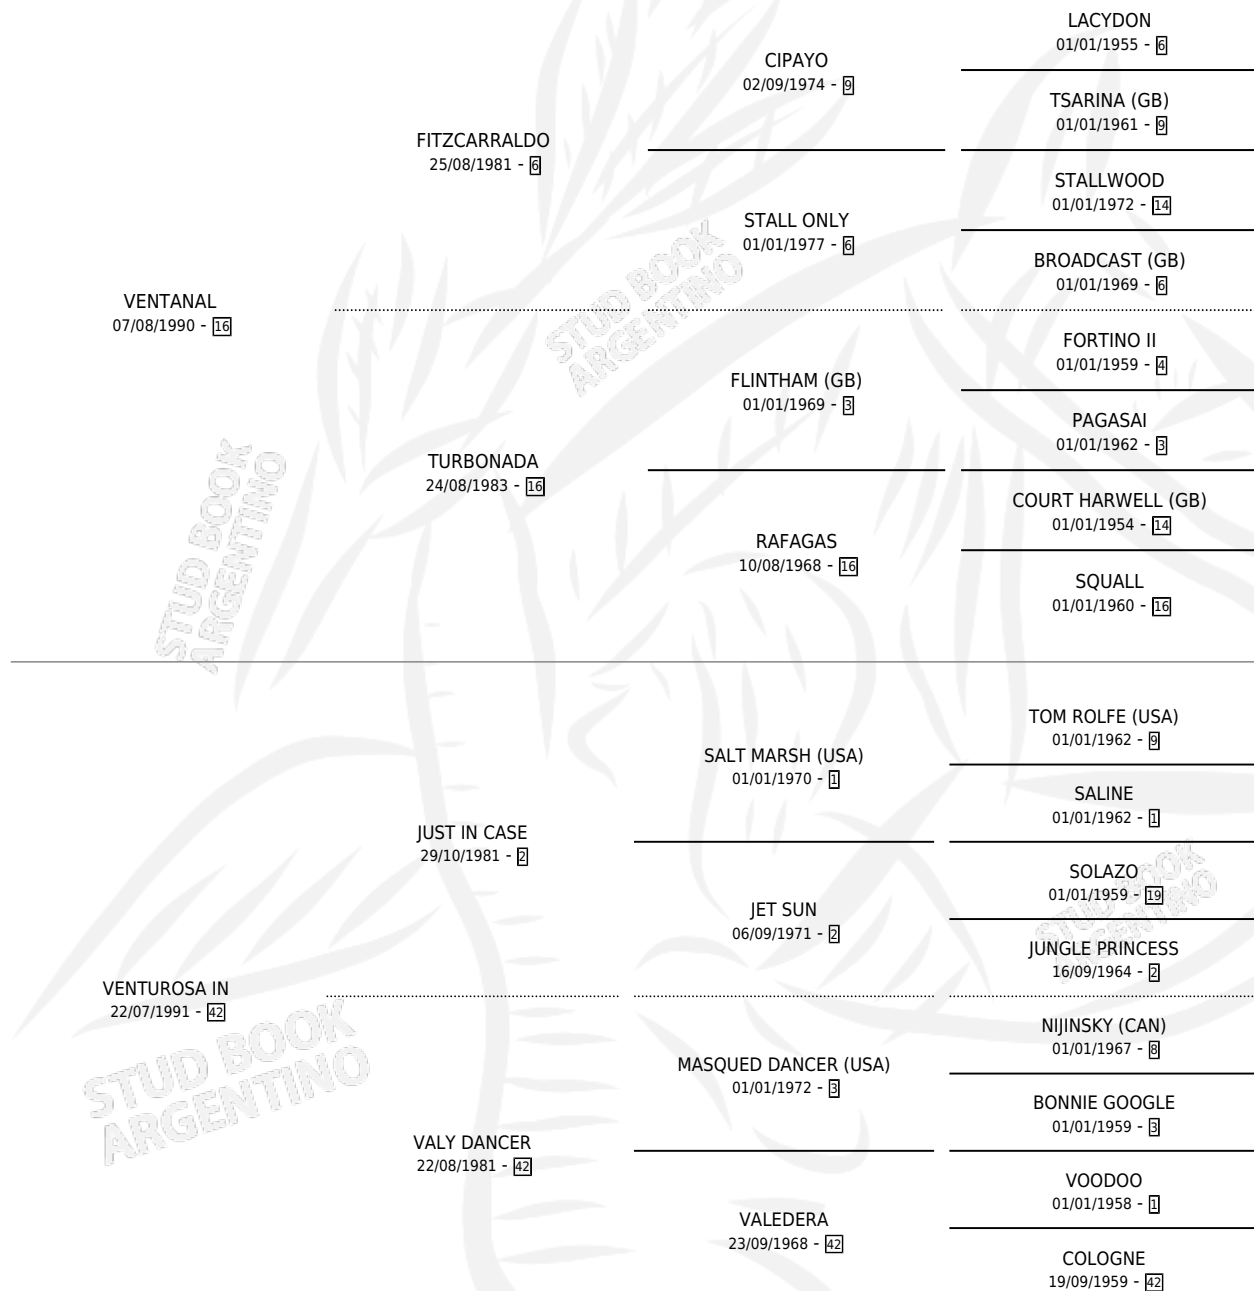 LACYDON
01/01/1955 - 6
CIPAYO
02/09/1974 - 9
TSARINA (GB)
01/01/1961 - 9
FITZCARRALDO
25/08/1981 - 6
STALLWOOD
01/01/1972 - 14
STALL ONLY
01/01/1977 - 6
BROADCAST (GB)
01/01/1969 - 6
VENTANAL
07/08/1990 - 16
FORTINO II
01/01/1959 - 4
FLINTHAM (GB)
01/01/1969 - 3
PAGASAI
01/01/1962 - 3
TURBONADA
24/08/1983 - 16
COURT HARWELL (GB)
01/01/1954 - 14
RAFAGAS
10/08/1968 - 16
SQUALL
01/01/1960 - 16
TOM ROLFE (USA)
01/01/1962 - 9
SALT MARSH (USA)
01/01/1970 - 1
SALINE
01/01/1962 - 1
JUST IN CASE
29/10/1981 - 2
SOLAZO
01/01/1959 - 19
JET SUN
06/09/1971 - 2
JUNGLE PRINCESS
16/09/1964 - 2
VENTUROSA IN
22/07/1991 - 42
NIJINSKY (CAN)
01/01/1967 - 8
MASQUED DANCER (USA)
01/01/1972 - 3
BONNIE GOOGLE
01/01/1959 - 3
VALY DANCER
22/08/1981 - 42
VOODOO
01/01/1958 - 1
VALEDERA
23/09/1968 - 42
COLOGNE
19/09/1959 - 42
STUD BOOK
ARGENTINO
STUD BOOK
ARGENTINO
STUD BOOK
ARGENTINO
STUD BOOK
ARGENTINO